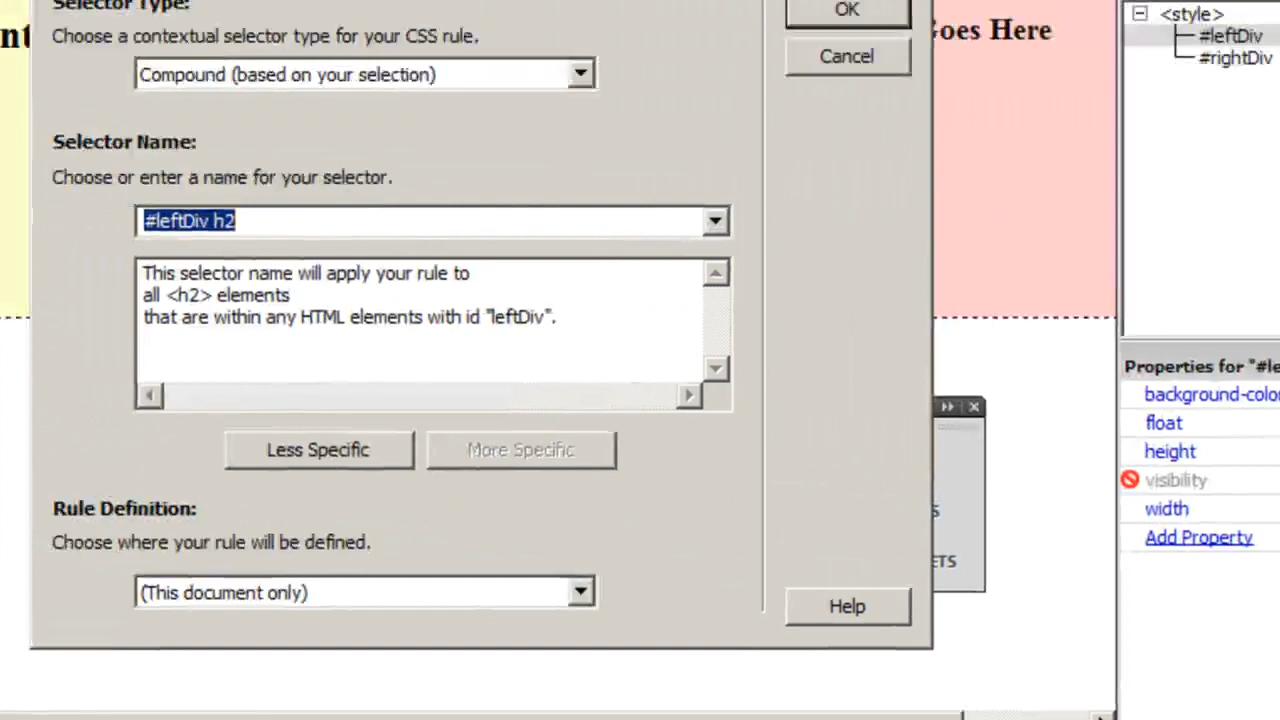 Selector Type:
OK
Goes Here
<style>
#leftDiv
#rightDiv
Choose a contextual selector type for your CSS rule.
Compound (based on your selection)
Cancel
Selector Name:
Choose or enter a name for your selector.
#leftDiv h2
This selector name will apply your rule to
all <h2> elements
that are within any HTML elements with id "leftDiv".
Less Specific
More Specific
Rule Definition:
Choose where your rule will be defined.
(This document only)
Help
Properties for "#le
background-colo
float
height
visibility
width
Add Property